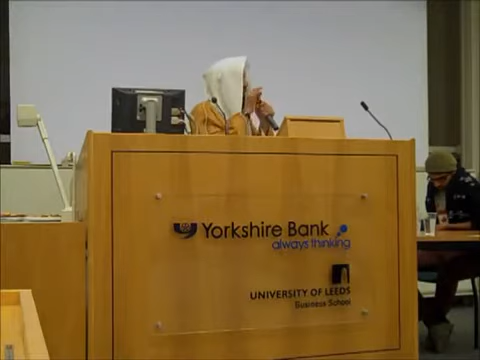 Yorkshire Bank
always thinking
UNIVERSITY OF LEEDS
Business School